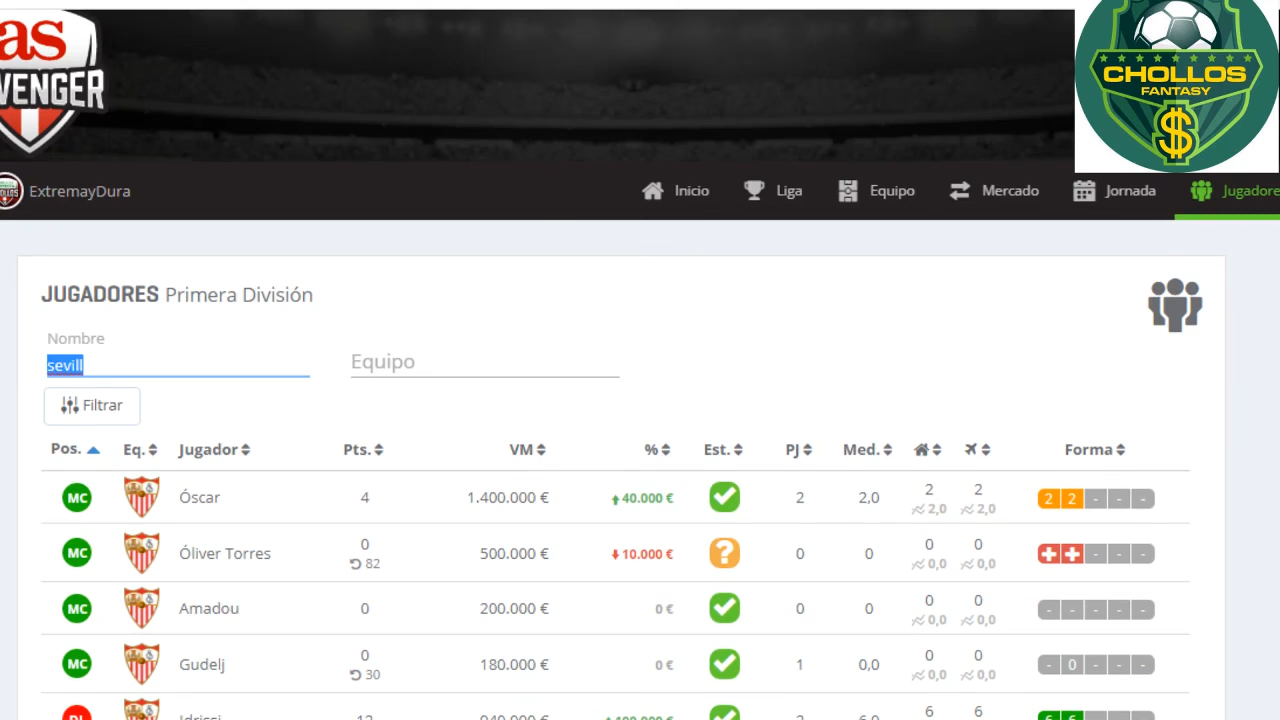 as
VENGER
CHOLLOS
FANTASY
$
ExtremayDura
Inicio
Liga
Equipo
Mercado
Jornada
Jugadore
JUGADORES Primera División
Nombre
sevill
Equipo
Filtrar
Pos. Eq. Jugador Pts. VM % Est. PJ Med. Forma
MC Óscar 4 1.400.000 € 40.000 € 2 2,0 2 2 2 2 - - -
2,0 2,0
MC Óliver Torres 0 500.000 € 10.000 € ? 0 0 0 0 - - -
82 0,0 0,0
MC Amadou 0 200.000 € 0 € 0 0 0 0 - - - - -
0,0 0,0
MC Gudelj 0 180.000 € 0 € 1 0,0 0 0 - 0 - - -
30 0,0 0,0
6 6